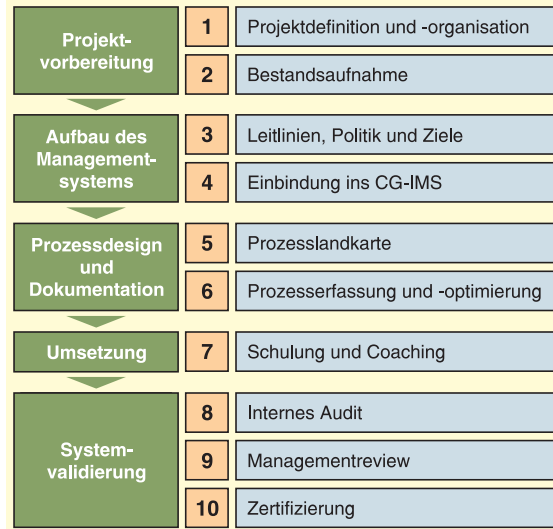 Projekt-
vorbereitung
1
Projektdefinition und -organisation
2
Bestandsaufnahme
Aufbau des
Management-
systems
3
Leitlinien, Politik und Ziele
4
Einbindung ins CG-IMS
Prozessdesign
und
Dokumentation
5
Prozesslandkarte
6
Prozesserfassung und -optimierung
Umsetzung
7
Schulung und Coaching
System-
validierung
8
Internes Audit
9
Managementreview
10
Zertifizierung